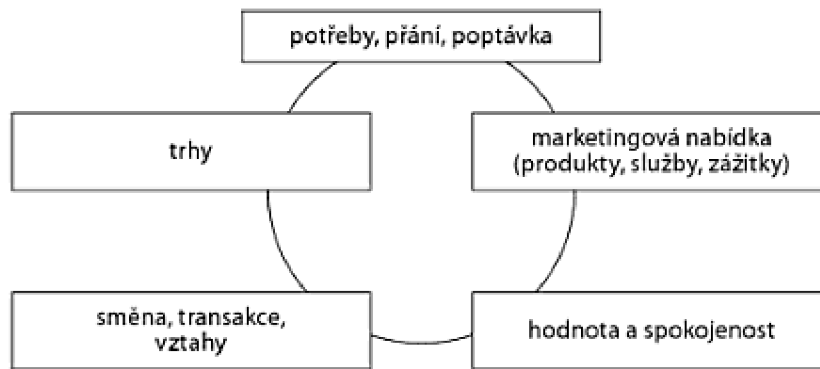 potřeby, přání, poptávka
trhy
marketingová nabídka
(produkty, služby, zážitky)
směna, transakce,
vztahy
hodnota a spokojenost